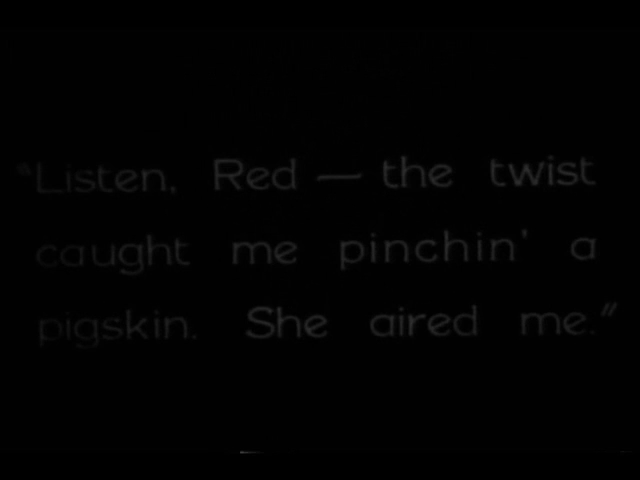 "Listen, Red — the twist
caught me pinchin' a
pigskin. She aired me."